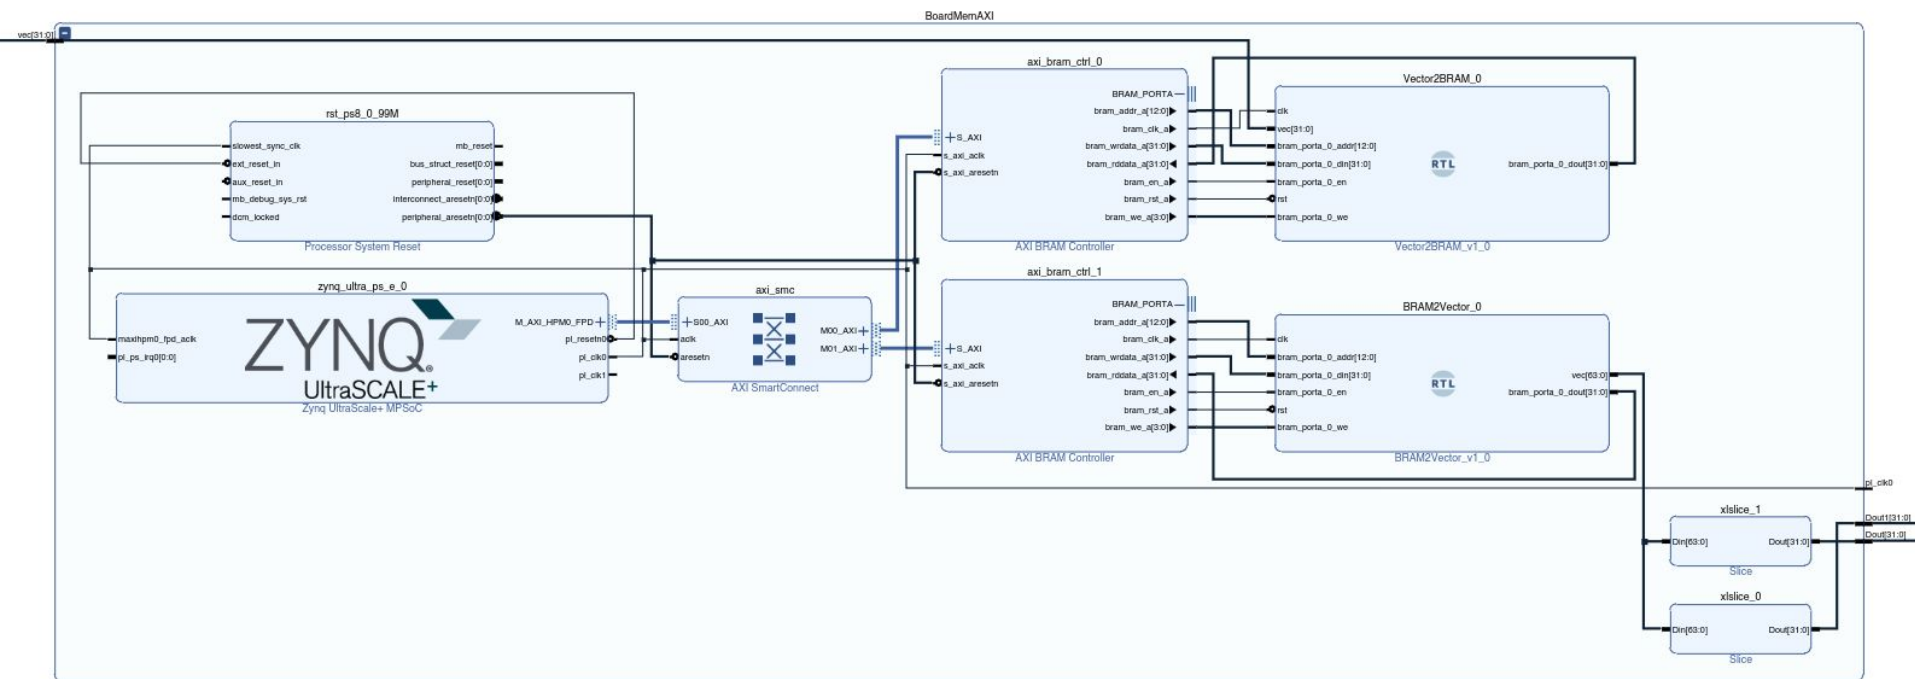 BoardMemAXI
vec[31:0]
rst_ps8_0_99M
slowest_sync_clk
ext_reset_in
aux_reset_in
mb_debug_sys_rst
dcm_locked
mb_reset
bus_struct_reset[0:0]
peripheral_reset[0:0]
interconnect_aresetn[0:0]
peripheral_aresetn[0:0]
Processor System Reset
zynq_ultra_ps_e_0
maxihpm0_fpd_aclk
pl_ps_irq0[0:0]
ZYNQ
UltraSCALE+
M_AXI_HPM0_FPD
pl_resetn0
pl_clk0
pl_clk1
Zynq UltraScale+ MPSoC
axi_smc
S00_AXI
aclk
aresetn
M00_AXI
M01_AXI
AXI SmartConnect
axi_bram_ctrl_0
S_AXI
s_axi_aclk
s_axi_aresetn
BRAM_PORTA
bram_addr_a[12:0]
bram_clk_a
bram_wrdata_a[31:0]
bram_rddata_a[31:0]
bram_en_a
bram_rst_a
bram_we_a[3:0]
AXI BRAM Controller
Vector2BRAM_0
clk
vec[31:0]
bram_porta_0_addr[12:0]
bram_porta_0_din[31:0]
bram_porta_0_en
rst
bram_porta_0_we
RTL
bram_porta_0_dout[31:0]
Vector2BRAM_v1_0
axi_bram_ctrl_1
S_AXI
s_axi_aclk
s_axi_aresetn
BRAM_PORTA
bram_addr_a[12:0]
bram_clk_a
bram_wrdata_a[31:0]
bram_rddata_a[31:0]
bram_en_a
bram_rst_a
bram_we_a[3:0]
AXI BRAM Controller
BRAM2Vector_0
clk
bram_porta_0_addr[12:0]
bram_porta_0_din[31:0]
bram_porta_0_en
rst
bram_porta_0_we
RTL
vec[63:0]
bram_porta_0_dout[31:0]
BRAM2Vector_v1_0
pl_clk0
Dout1[31:0]
Dout[31:0]
xlslice_1
Din[63:0]
Dout[31:0]
Slice
xlslice_0
Din[63:0]
Dout[31:0]
Slice